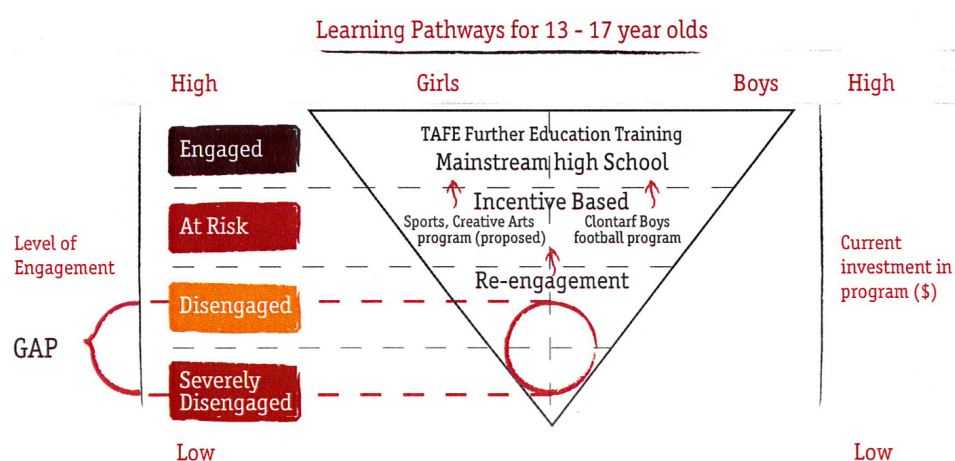 Learning Pathways for 13 - 17 year olds
High
Girls
Boys
High
Engaged
TAFE Further Education Training
Mainstream high School
At Risk
Incentive Based
Sports, Creative Arts
program (proposed)
Clontarf Boys
football program
Level of
Engagement
Current
investment in
program ($)
Re-engagement
Disengaged
GAP
Severely
Disengaged
Low
Low